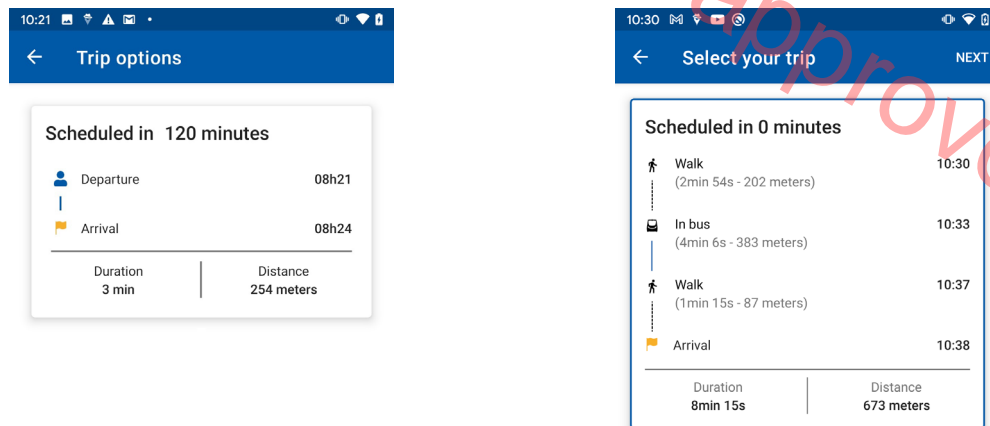 10:21
Trip options
Scheduled in 120 minutes
Departure 08h21
Arrival 08h24
Duration Distance
3 min 254 meters
10:30
Select your trip NEXT
Scheduled in 0 minutes
Walk 10:30
(2min 54s - 202 meters)
In bus 10:33
(4min 6s - 383 meters)
Walk 10:37
(1min 15s - 87 meters)
Arrival 10:38
Duration Distance
8min 15s 673 meters
approve